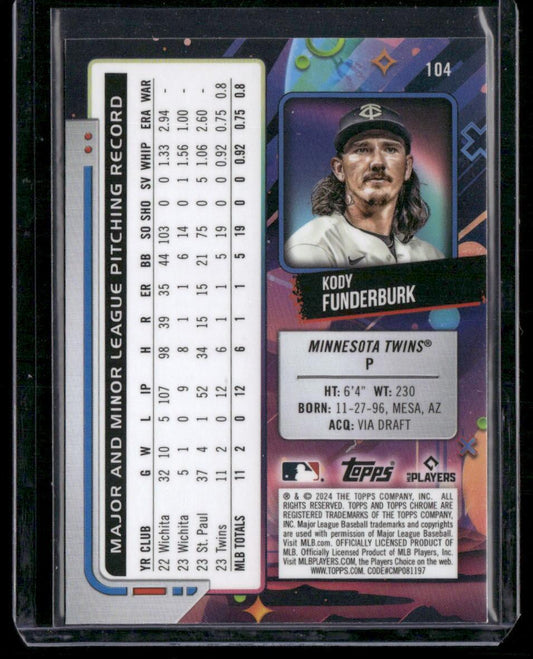 MAJOR AND MINOR LEAGUE PITCHING RECORD
YR CLUB G W L IP H R ER BB SO SHO SV WHIP ERA WAR
22 Wichita 32 10 5 107 98 39 35 44 103 0 0 1.33 2.94 -
23 Wichita 5 1 0 9 8 1 1 6 14 0 1 1.56 1.00 -
23 St. Paul 37 4 1 52 34 15 15 21 75 0 5 1.06 2.60 -
23 Twins 11 2 0 12 6 1 1 5 19 0 0 0.92 0.75 0.8
MLB TOTALS 11 2 0 12 6 1 1 5 19 0 0 0.92 0.75 0.8
104
TC
KODY
FUNDERBURK
MINNESOTA TWINS®
P
HT: 6'4" WT: 230
BORN: 11-27-96, MESA, AZ
ACQ: VIA DRAFT
Topps
MLB PLAYERS
® & © 2024 THE TOPPS COMPANY, INC. ALL
RIGHTS RESERVED. TOPPS AND TOPPS CHROME ARE
REGISTERED TRADEMARKS OF THE TOPPS COMPANY,
INC. Major League Baseball trademarks and copyrights
are used with permission of Major League Baseball.
Visit MLB.com. OFFICIALLY LICENSED PRODUCT OF
MLB. Officially Licensed Product of MLB Players, Inc.
Visit MLBPLAYERS.com, the Players Choice on the web.
WWW.TOPPS.COM. CODE#CMP081197